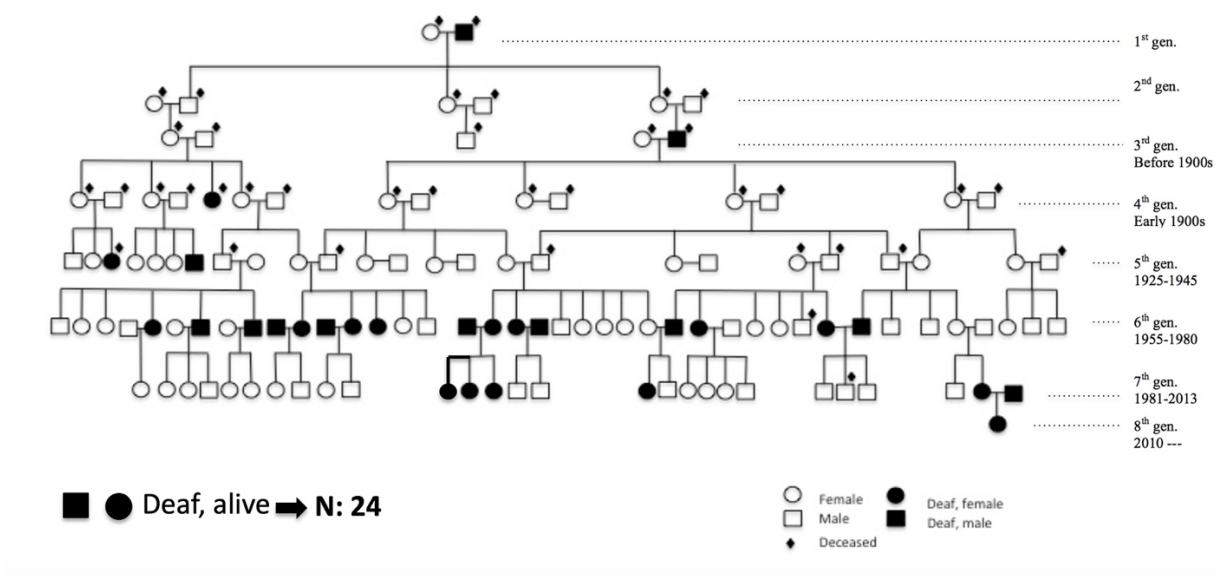 1st gen.
2nd gen.
3rd gen.
Before 1900s
4th gen.
Early 1900s
5th gen.
1925-1945
6th gen.
1955-1980
7th gen.
1981-2013
8th gen.
2010 ---
Deaf, alive ➡ N: 24
Female
Deaf, female
Male
Deaf, male
Deceased